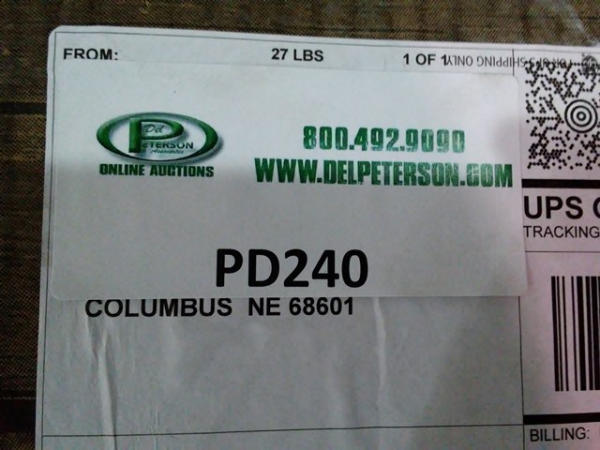 FROM:
27 LBS
1 OF 1
Del
PETERSON
Associates
ONLINE AUCTIONS
800.492.9090
WWW.DELPETERSON.COM
PD240
COLUMBUS NE 68601
UPS
TRACKING
BILLING: